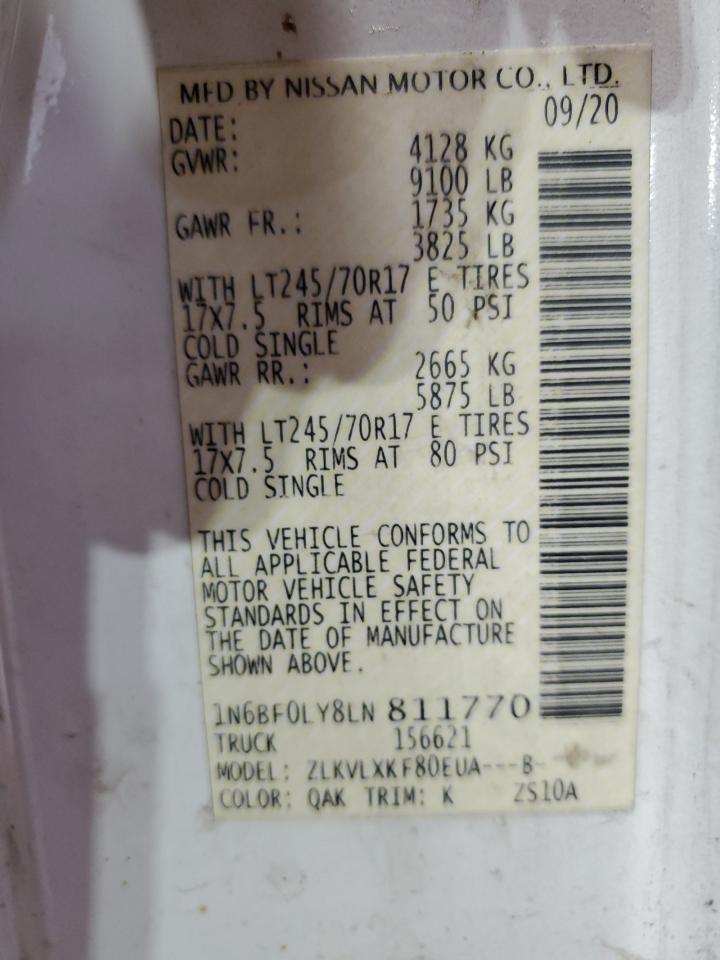 MFD BY NISSAN MOTOR CO., LTD.
DATE: 09/20
GVWR: 4128 KG
9100 LB
GAWR FR.: 1735 KG
3825 LB
WITH LT245/70R17 E TIRES
17X7.5 RIMS AT 50 PSI
COLD SINGLE
GAWR RR.: 2665 KG
5875 LB
WITH LT245/70R17 E TIRES
17X7.5 RIMS AT 80 PSI
COLD SINGLE
THIS VEHICLE CONFORMS TO
ALL APPLICABLE FEDERAL
MOTOR VEHICLE SAFETY
STANDARDS IN EFFECT ON
THE DATE OF MANUFACTURE
SHOWN ABOVE.
1N6BF0LY8LN 811770
TRUCK 156621
MODEL: ZLKVLXKF80EUA---B-
COLOR: QAK TRIM: K ZS10A